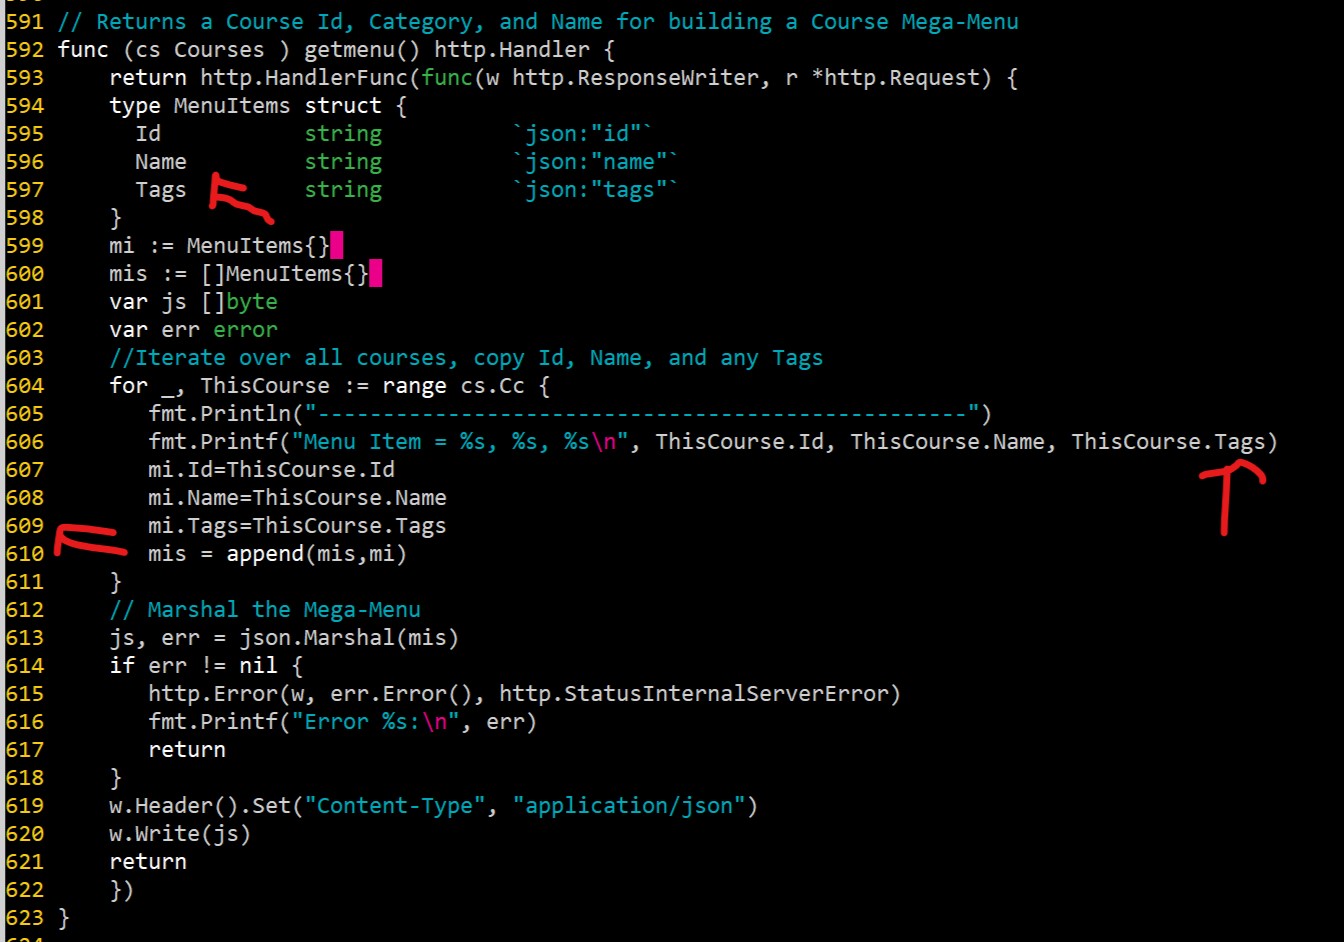 591 // Returns a Course Id, Category, and Name for building a Course Mega-Menu
592 func (cs Courses ) getmenu() http.Handler {
593     return http.HandlerFunc(func(w http.ResponseWriter, r *http.Request) {
594     type MenuItems struct {
595       Id           string          `json:"id"`
596       Name         string          `json:"name"`
597       Tags         string          `json:"tags"`
598     }
599     mi := MenuItems{}
600     mis := []MenuItems{}
601     var js []byte
602     var err error
603     //Iterate over all courses, copy Id, Name, and any Tags
604     for _, ThisCourse := range cs.Cc {
605        fmt.Println("--------------------------------------------------")
606        fmt.Printf("Menu Item = %s, %s, %s\n", ThisCourse.Id, ThisCourse.Name, ThisCourse.Tags)
607        mi.Id=ThisCourse.Id
608        mi.Name=ThisCourse.Name
609        mi.Tags=ThisCourse.Tags
610        mis = append(mis,mi)
611     }
612     // Marshal the Mega-Menu
613     js, err = json.Marshal(mis)
614     if err != nil {
615        http.Error(w, err.Error(), http.StatusInternalServerError)
616        fmt.Printf("Error %s:\n", err)
617        return
618     }
619     w.Header().Set("Content-Type", "application/json")
620     w.Write(js)
621     return
622     })
623 }